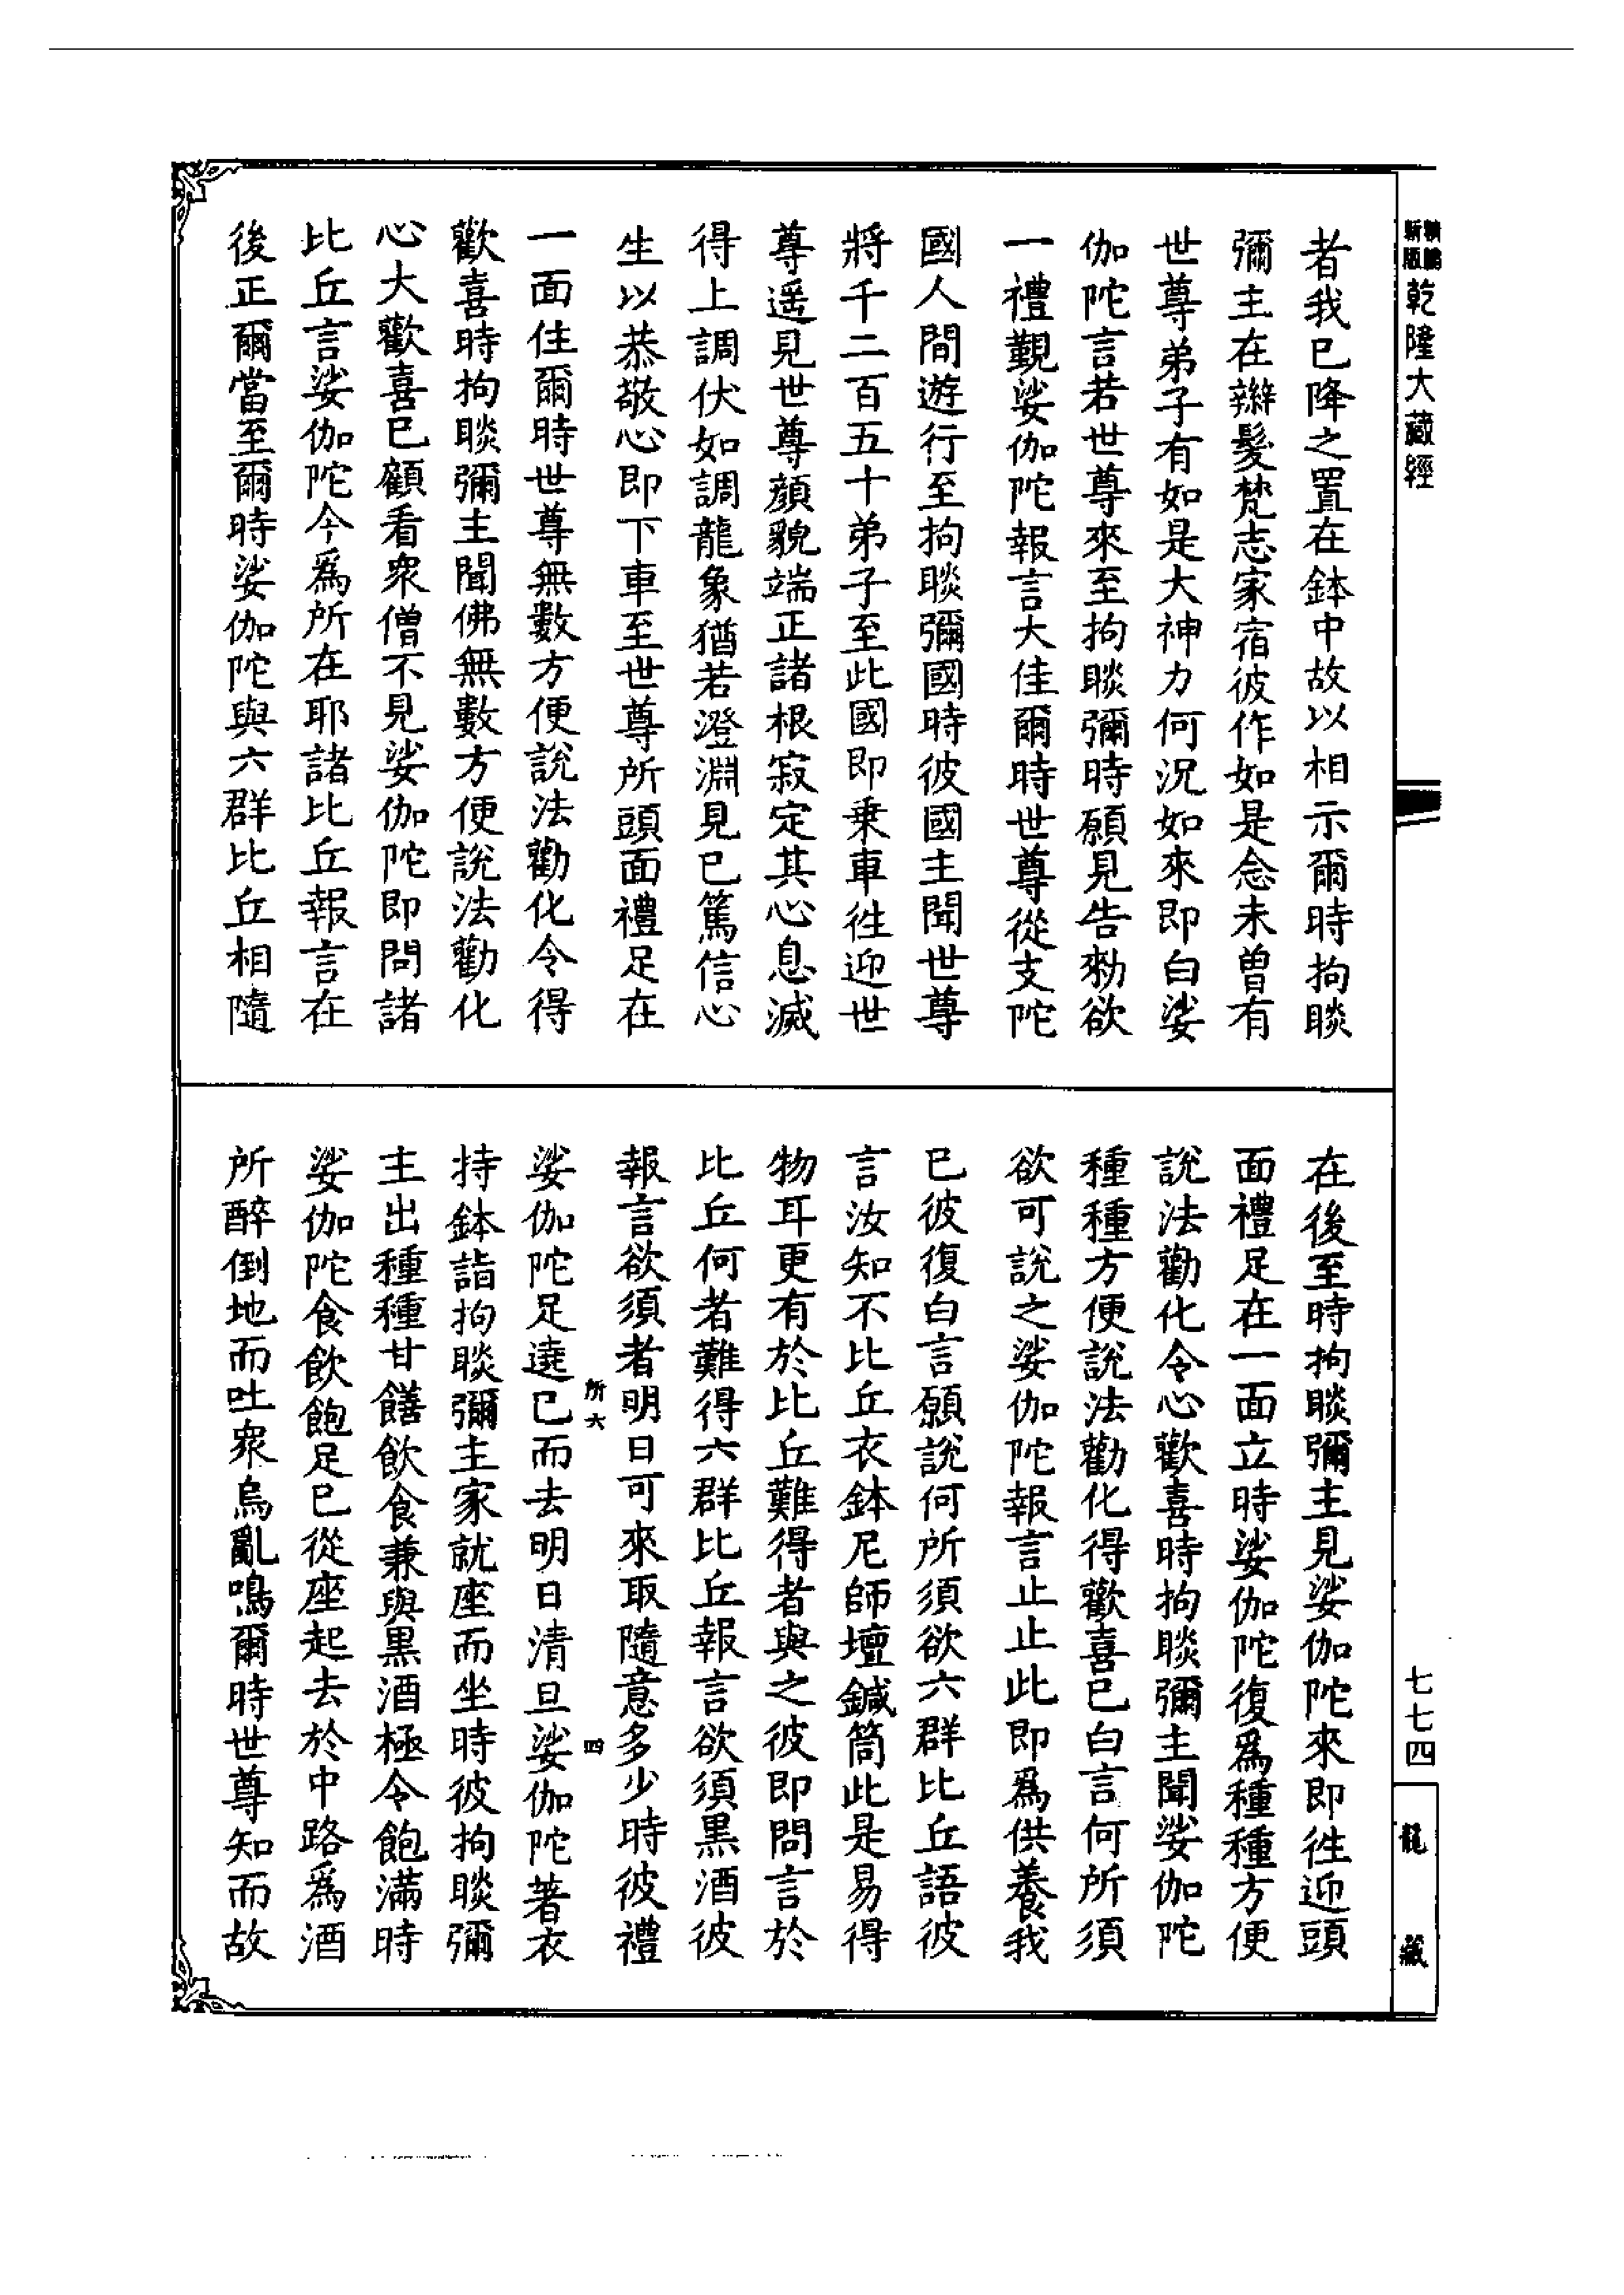 新版乾隆大藏經
者我已降之置在鉢中故以相示爾時拘睒
彌主在辮髮梵志家宿彼作如是念未曾有
世尊弟子有如是大神力何況如來即白娑
伽陀言若世尊來至拘睒彌時願見告勑欲
一禮覲娑伽陀報言大佳爾時世尊從支陀
國人間遊行至拘睒彌國時彼國主聞世尊
將千二百五十弟子至此國即乗車徃迎世
尊遥見世尊顏貌端正諸根寂定其心息滅
得上調伏如調龍象猶若澄淵見已篤信心
生以恭敬心即下車至世尊所頭面禮足在
一面住爾時世尊無數方便説法勸化令得
歡喜時拘睒彌主聞佛無數方便説法勸化
心大歡喜已顧看衆僧不見娑伽陀即問諸
比丘言娑伽陀今爲所在耶諸比丘報言在
後正爾當至爾時娑伽陀與六群比丘相隨
在後至時拘睒彌主見娑伽陀來即徃迎頭
面禮足在一面立時娑伽陀復爲種種方便
説法勸化令心歡喜時拘睒彌主聞娑伽陀
種種方便説法勸化得歡喜已白言何所須
欲可説之娑伽陀報言止止此即爲供養我
已彼復白言願説何所須欲六群比丘語彼
言汝知不比丘衣鉢尼師壇鍼筒此是易得
物耳更有於比丘難得者與之彼即問言於
比丘何者難得六群比丘報言欲須黒酒彼
報言欲須者明日可來取隨意多少時彼禮
所六
四
娑伽陀足遶已而去明日清旦娑伽陀著衣
持鉢詣拘睒彌主家就座而坐時彼拘睒彌
主出種種甘饍飲食兼與黒酒極令飽滿時
娑伽陀食飲飽足已從座起去於中路爲酒
所醉倒地而吐衆烏亂鳴爾時世尊知而故
七七四
龍藏